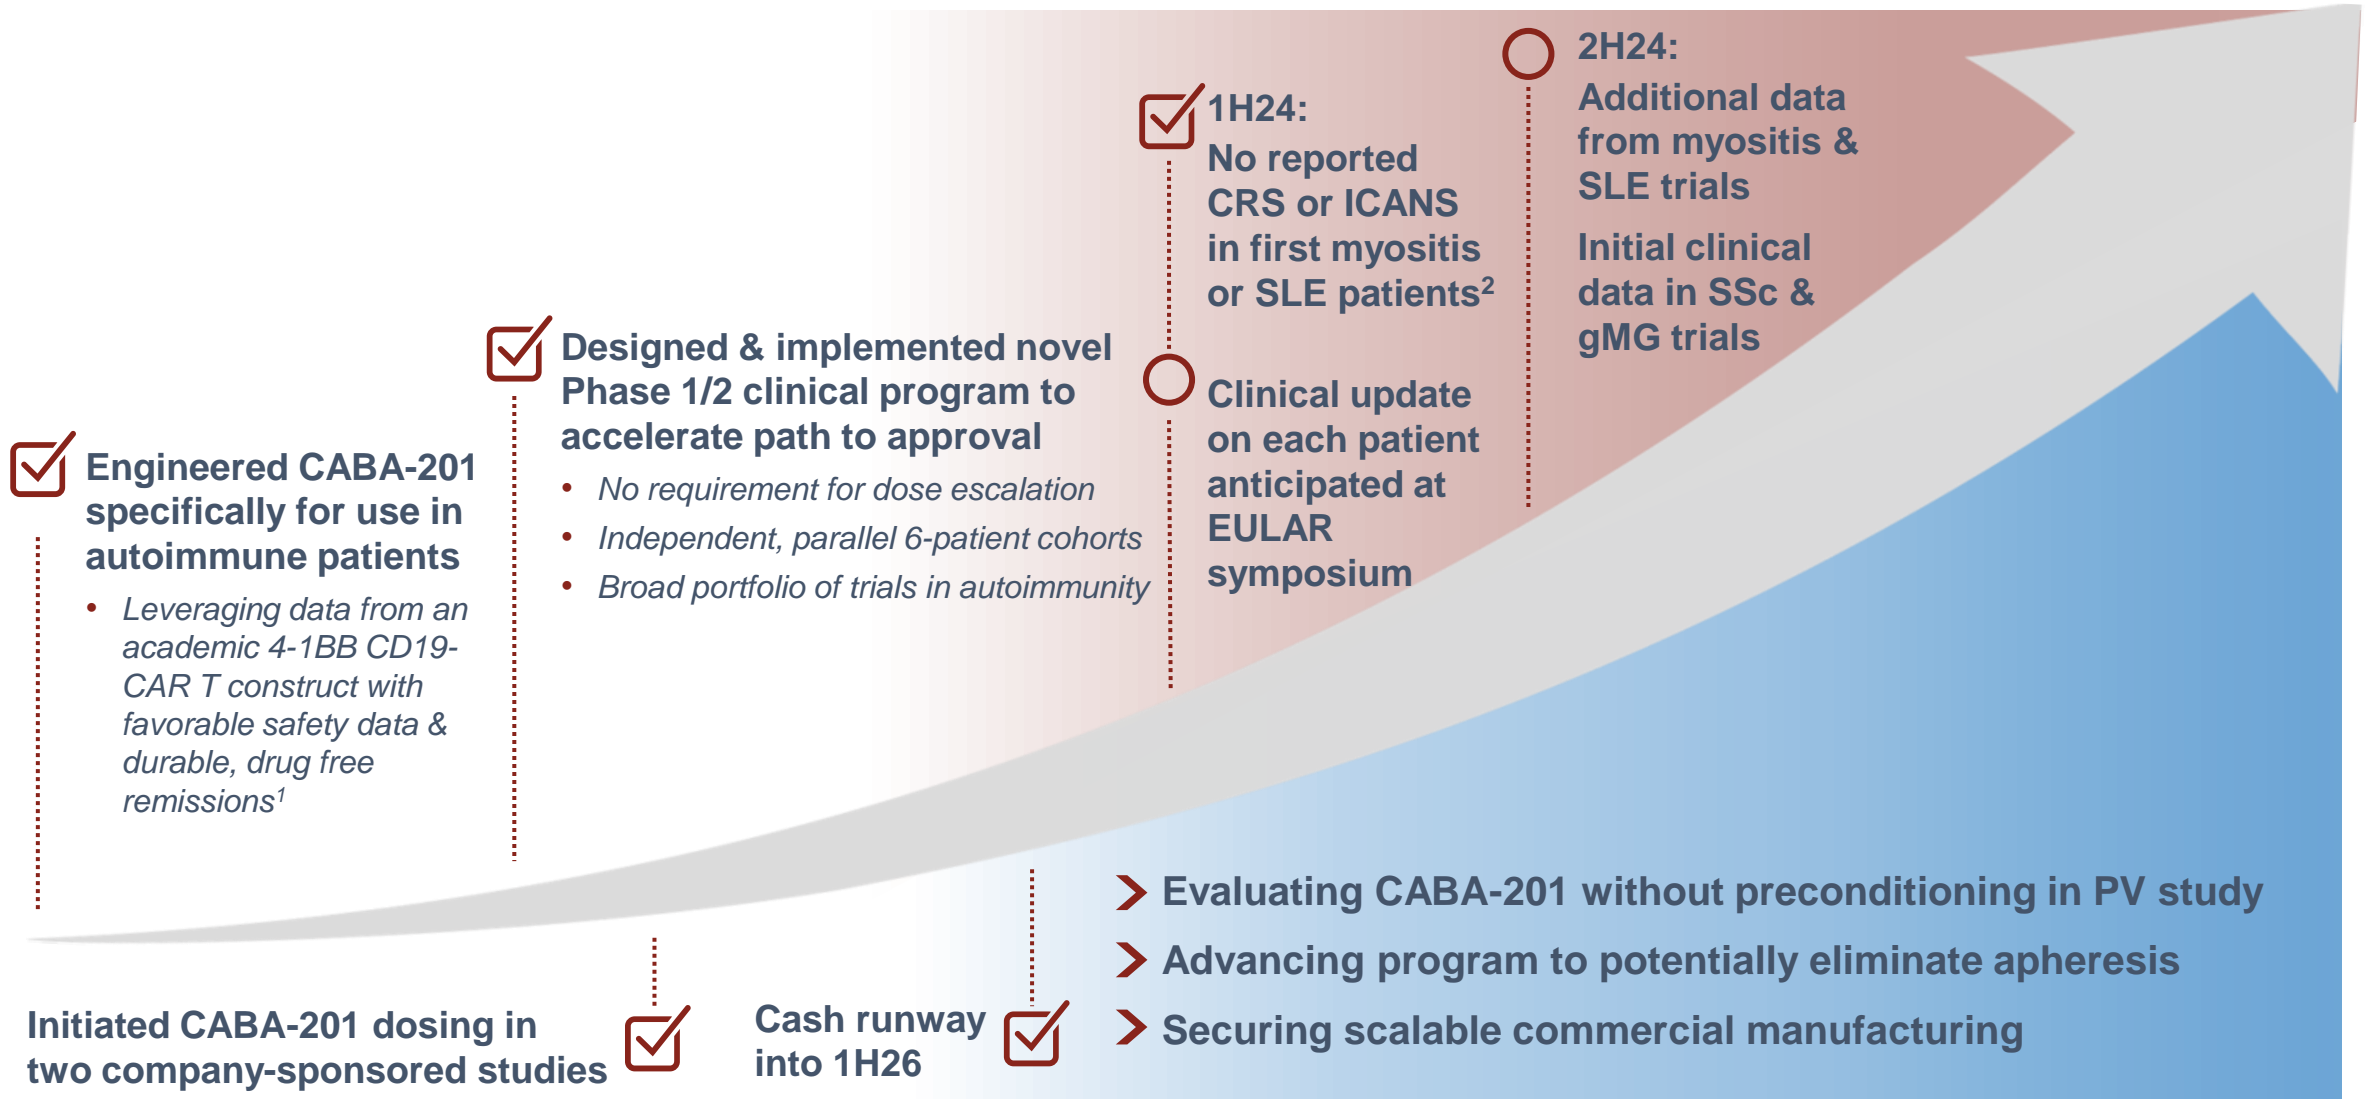 Engineered CABA-201
specifically for use in
autoimmune patients
• Leveraging data from an
academic 4-1BB CD19-
CAR T construct with
favorable safety data &
durable, drug free
remissions¹
Designed & implemented novel
Phase 1/2 clinical program to
accelerate path to approval
• No requirement for dose escalation
• Independent, parallel 6-patient cohorts
• Broad portfolio of trials in autoimmunity
1H24:
No reported
CRS or ICANS
in first myositis
or SLE patients²
Clinical update
on each patient
anticipated at
EULAR
symposium
2H24:
Additional data
from myositis &
SLE trials
Initial clinical
data in SSc &
gMG trials
Initiated CABA-201 dosing in
two company-sponsored studies
Cash runway
into 1H26
Evaluating CABA-201 without preconditioning in PV study
Advancing program to potentially eliminate apheresis
Securing scalable commercial manufacturing